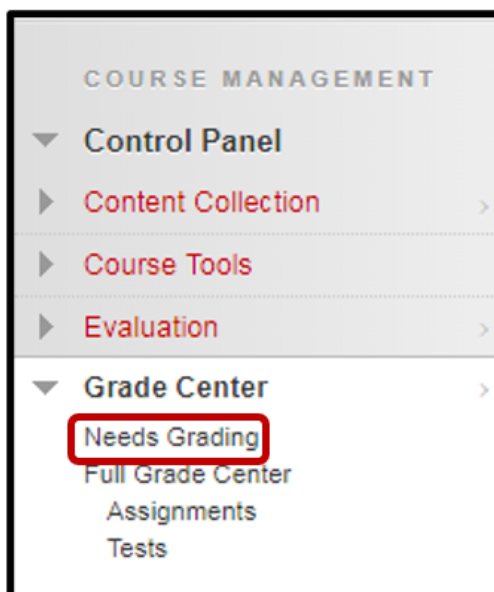 COURSE MANAGEMENT
Control Panel
Content Collection
Course Tools
Evaluation
Grade Center
Needs Grading
Full Grade Center
Assignments
Tests